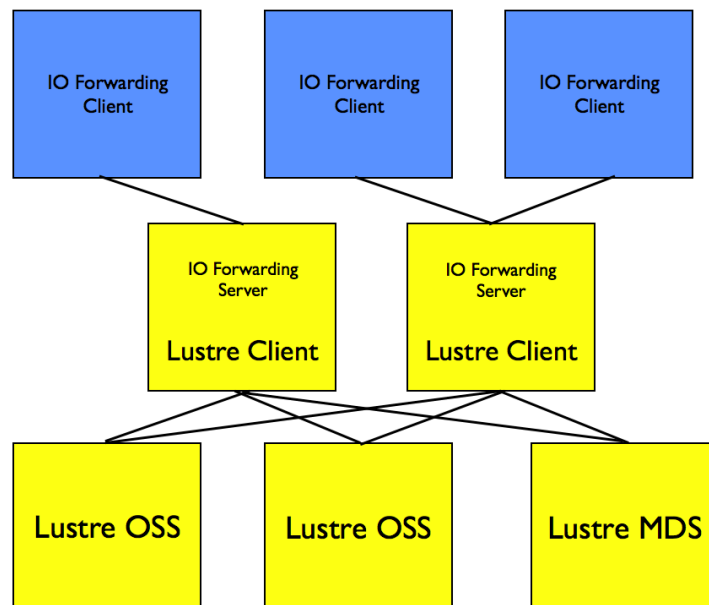 IO Forwarding
Client
IO Forwarding
Client
IO Forwarding
Client
IO Forwarding
Server
Lustre Client
IO Forwarding
Server
Lustre Client
Lustre OSS
Lustre OSS
Lustre MDS